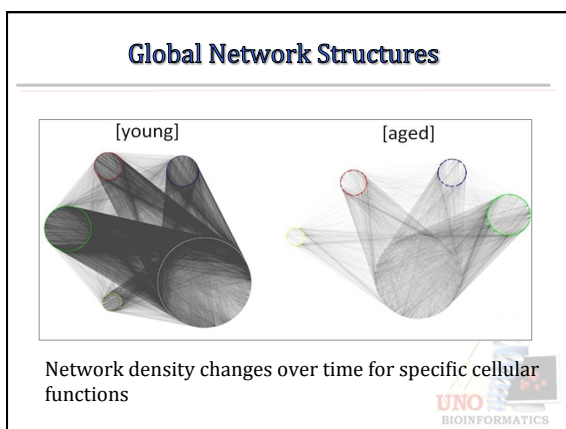 Global Network Structures
[young] [aged]
Network density changes over time for specific cellular
functions
UNO
BIOINFORMATICS